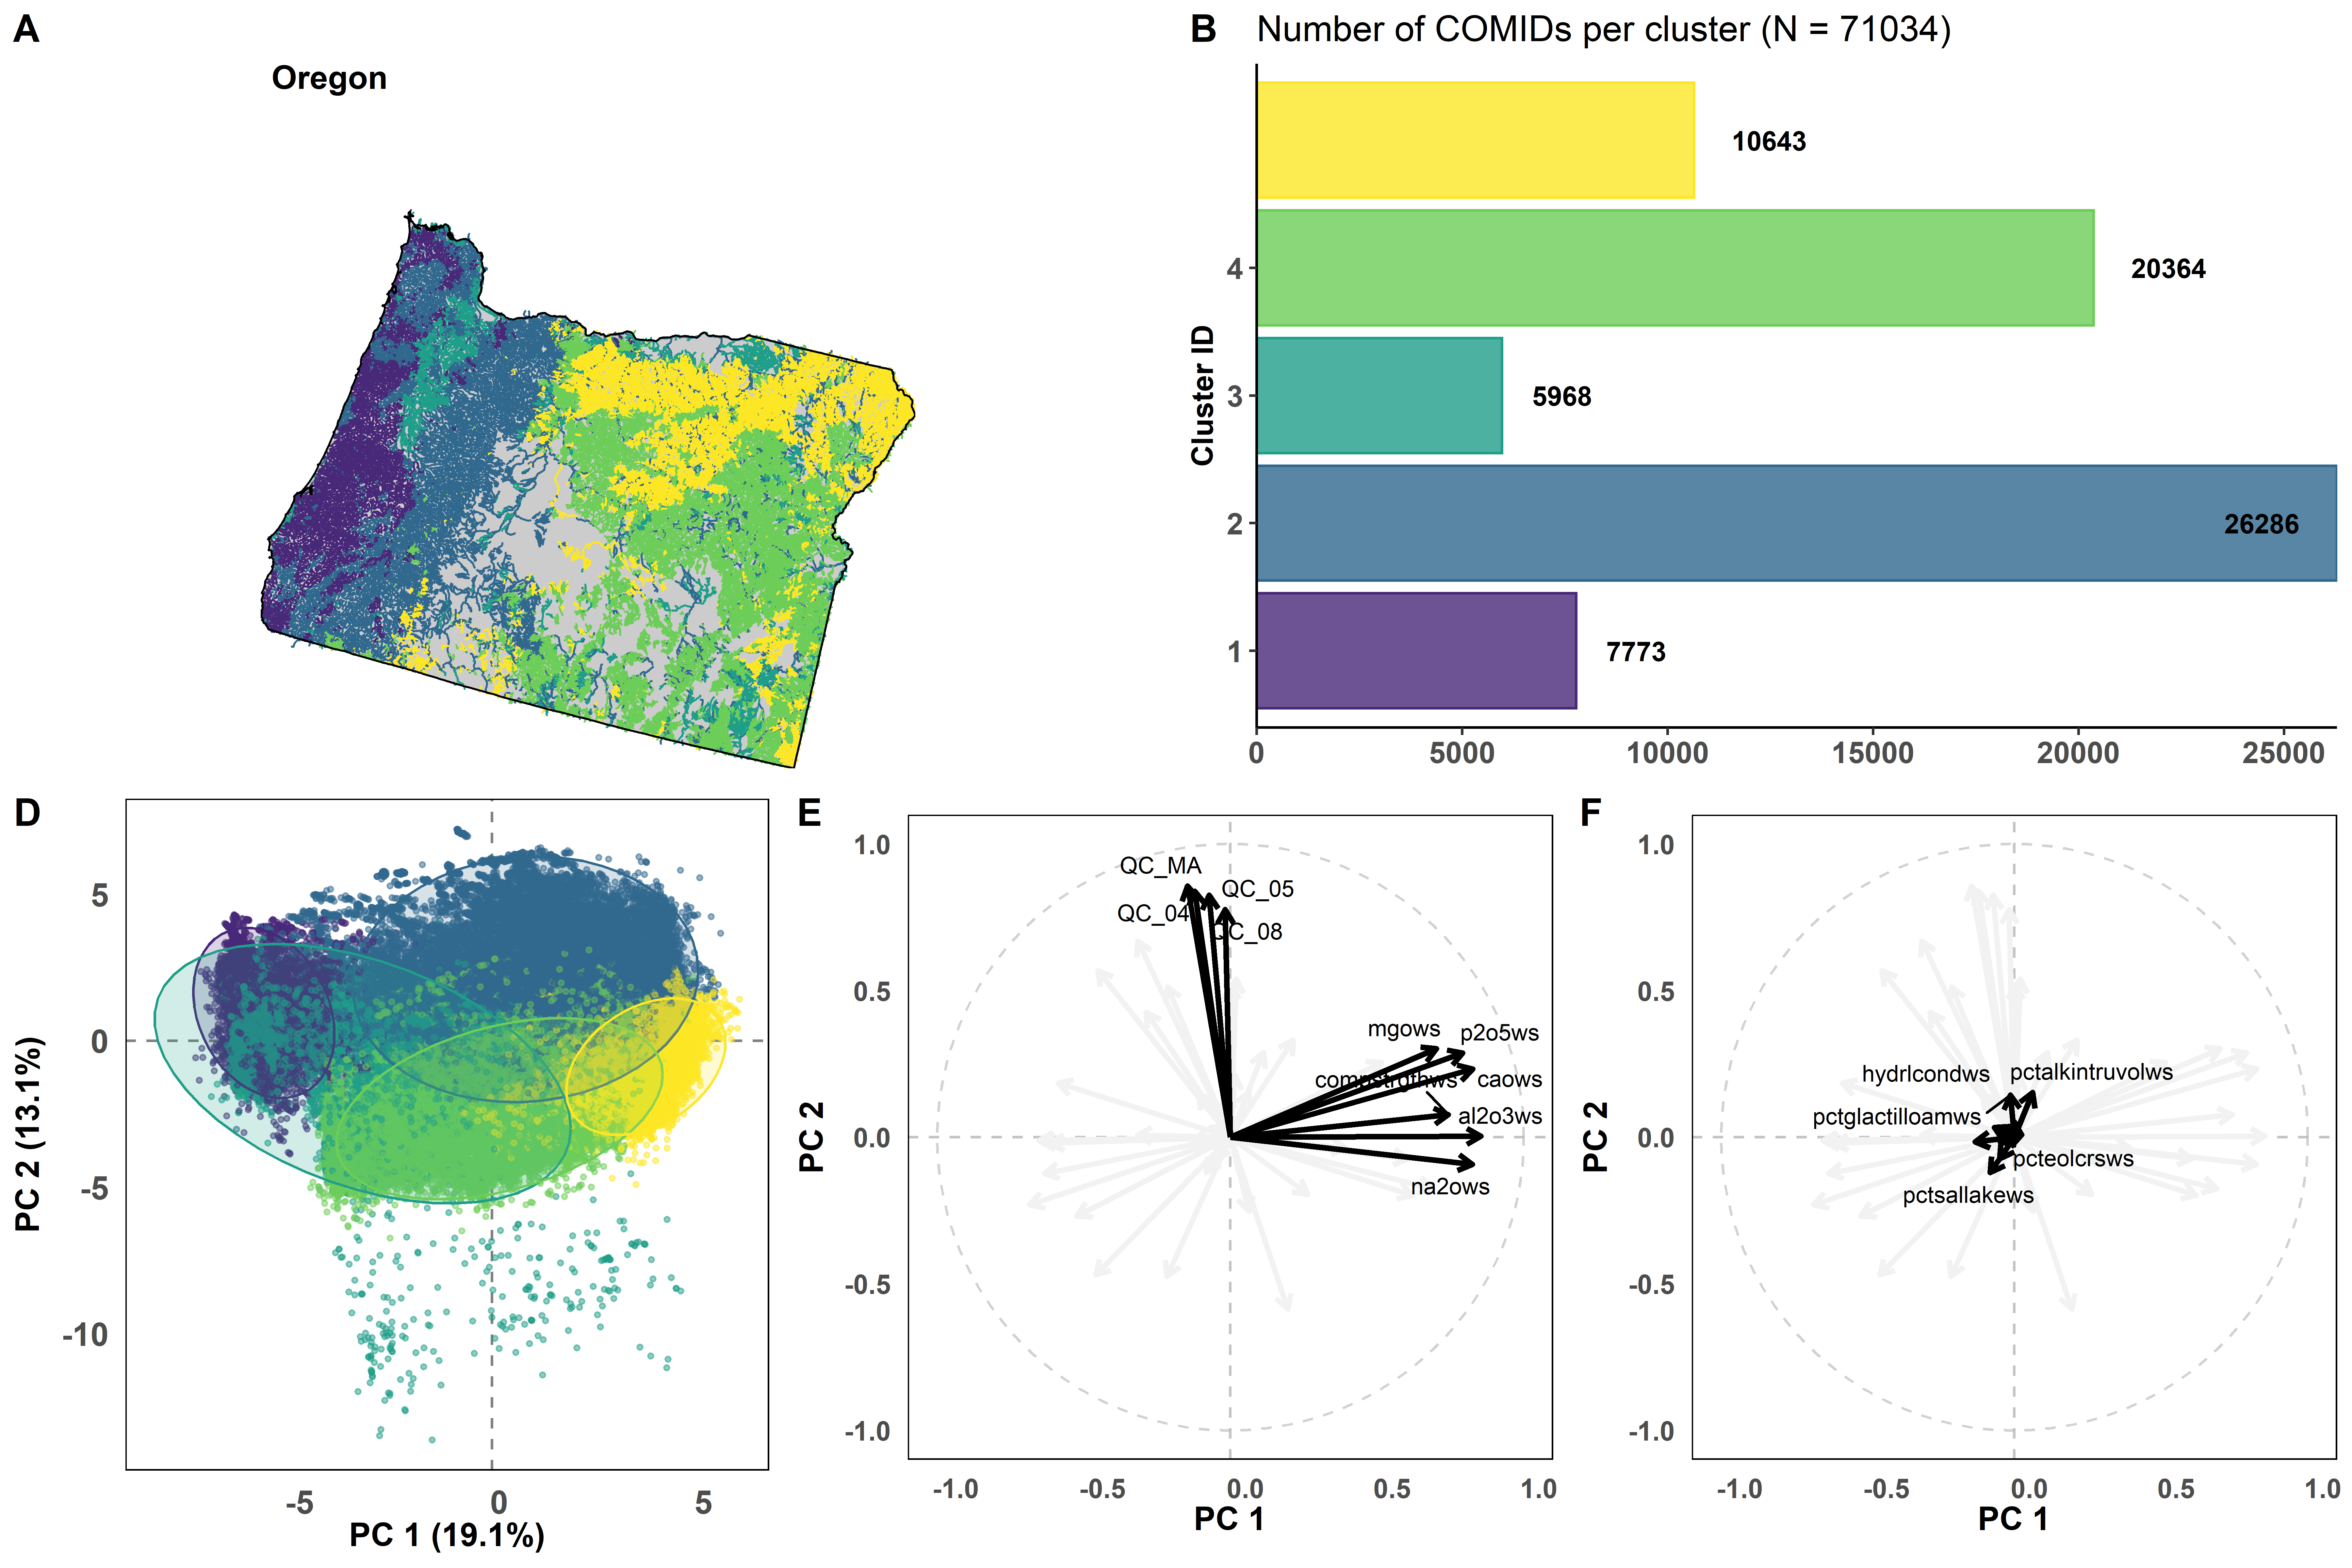 A
Oregon
B
Number of COMIDs per cluster (N = 71034)
Cluster ID
4
3
2
1
10643
20364
5968
26286
7773
0
5000
10000
15000
20000
25000
D
PC 2 (13.1%)
5
0
-5
-10
-5
0
5
PC 1 (19.1%)
E
PC 2
1.0
0.5
0.0
-0.5
-1.0
QC_MA
QC_05
QC_04
QC_08
mgows
p2o5ws
compstrgthws
caows
al2o3ws
na2ows
-1.0
-0.5
0.0
0.5
1.0
PC 1
F
PC 2
1.0
0.5
0.0
-0.5
-1.0
hydrlcondws
pctalkintruvolws
pctglactilloamws
pcteolcrsws
pctsallakews
-1.0
-0.5
0.0
0.5
1.0
PC 1